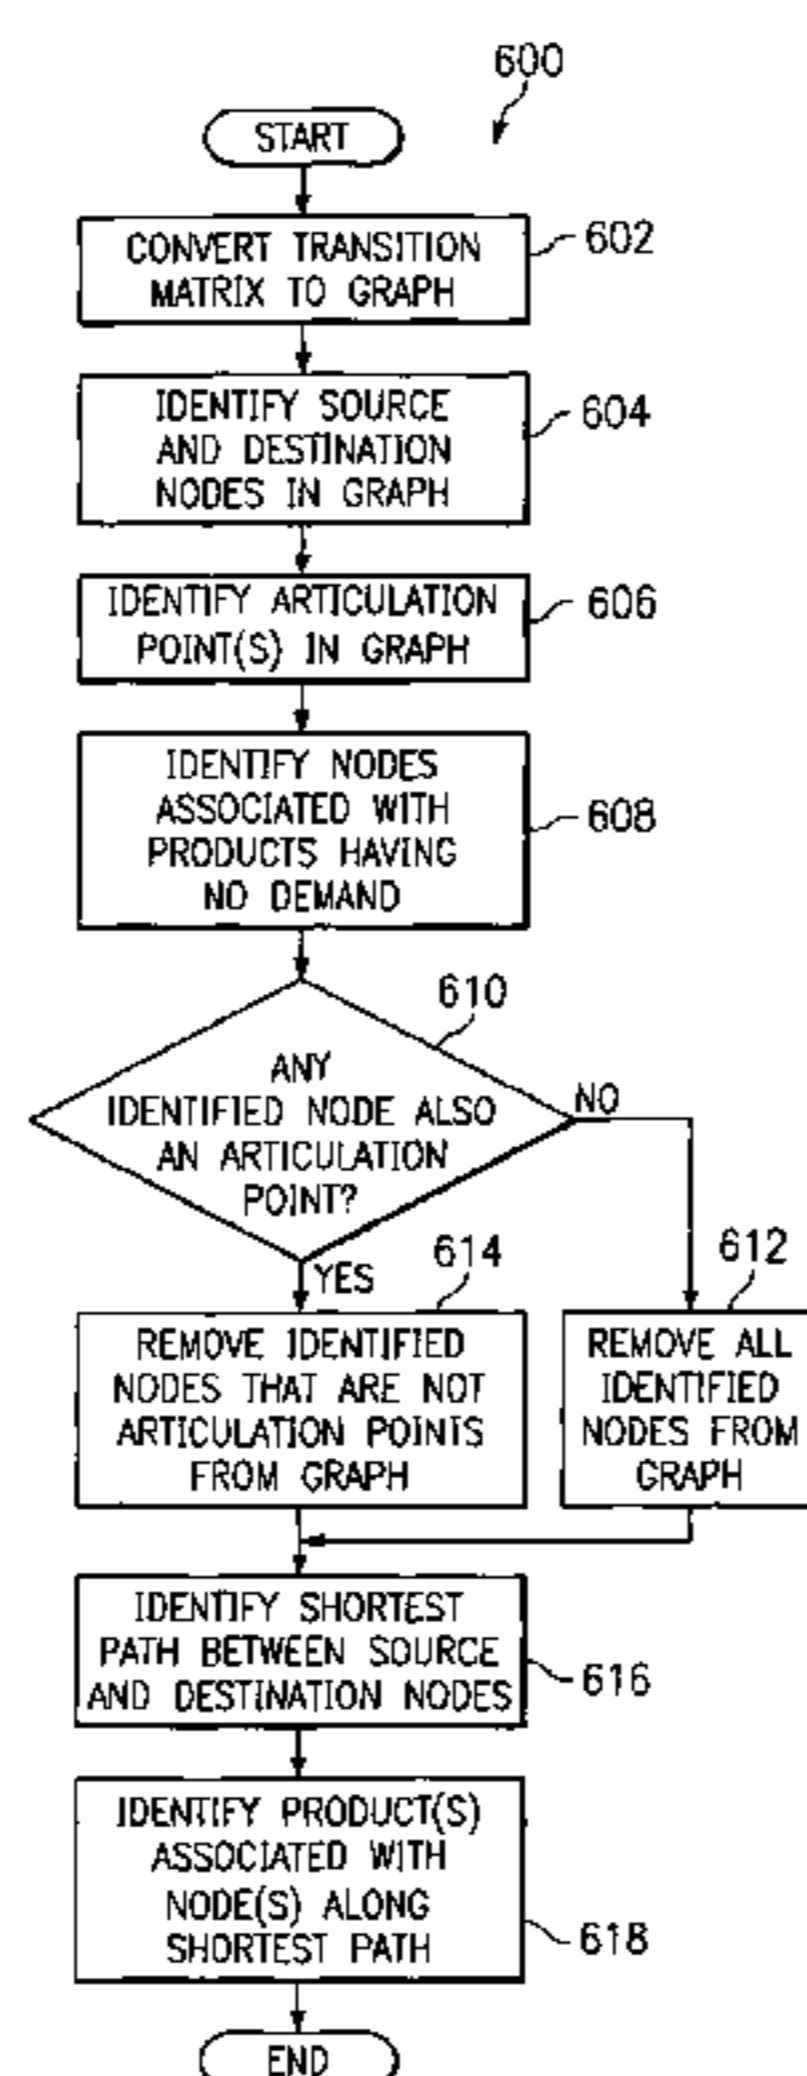 600
START
CONVERT TRANSITION
MATRIX TO GRAPH
602
IDENTIFY SOURCE
AND DESTINATION
NODES IN GRAPH
604
IDENTIFY ARTICULATION
POINT(S) IN GRAPH
606
IDENTIFY NODES
ASSOCIATED WITH
PRODUCTS HAVING
NO DEMAND
608
610
ANY
IDENTIFIED NODE ALSO
AN ARTICULATION
POINT?
NO
YES
614
612
REMOVE IDENTIFIED
NODES THAT ARE NOT
ARTICULATION POINTS
FROM GRAPH
REMOVE ALL
IDENTIFIED
NODES FROM
GRAPH
IDENTIFY SHORTEST
PATH BETWEEN SOURCE
AND DESTINATION NODES
616
IDENTIFY PRODUCT(S)
ASSOCIATED WITH
NODE(S) ALONG
SHORTEST PATH
618
END